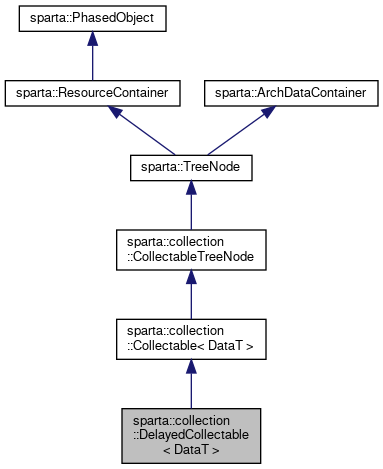 sparta::PhasedObject
sparta::ResourceContainer
sparta::ArchDataContainer
sparta::TreeNode
sparta::collection
::CollectableTreeNode
sparta::collection
::Collectable< DataT >
sparta::collection
::DelayedCollectable
< DataT >